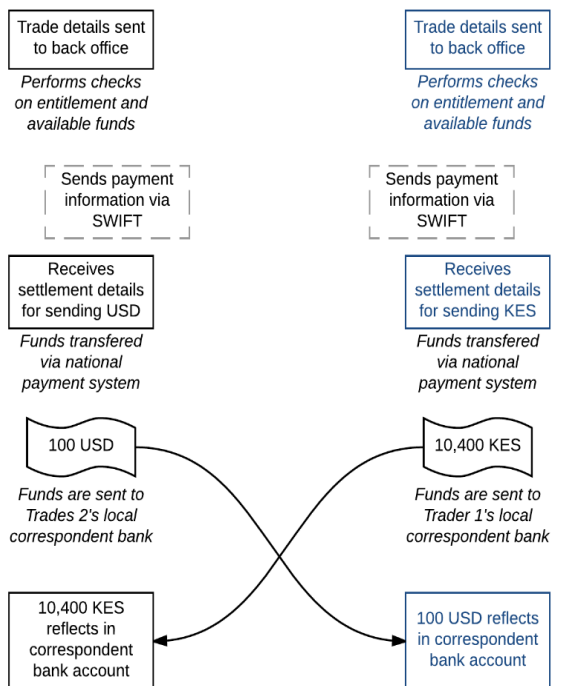 Trade details sent
to back office
Performs checks
on entitlement and
available funds
Trade details sent
to back office
Performs checks
on entitlement and
available funds
Sends payment
information via
SWIFT
Sends payment
information via
SWIFT
Receives
settlement details
for sending USD
Funds transfered
via national
payment system
Receives
settlement details
for sending KES
Funds transfered
via national
payment system
100 USD
Funds are sent to
Trades 2's local
correspondent bank
10,400 KES
Funds are sent to
Trader 1's local
correspondent bank
10,400 KES
reflects in
correspondent
bank account
100 USD reflects
in correspondent
bank account